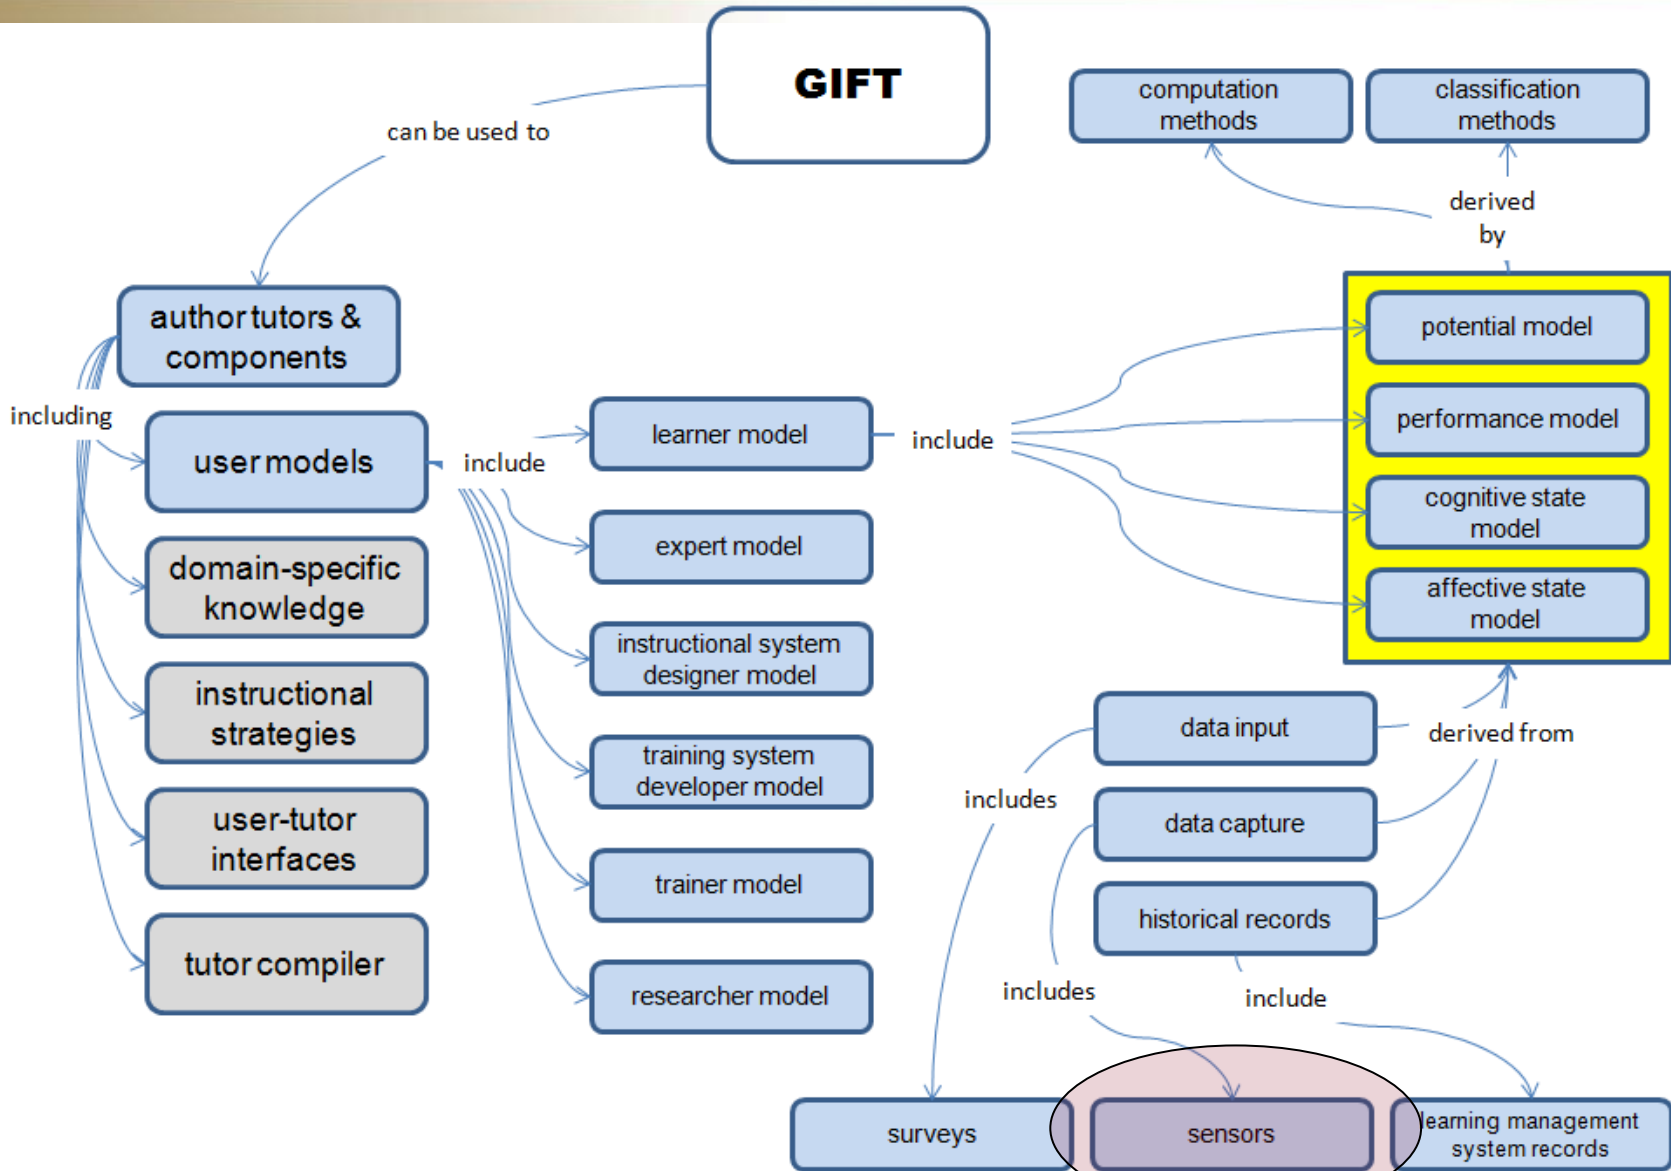 GIFT
can be used to
computation
methods
classification
methods
derived
by
author tutors &
components
including
user models
domain-specific
knowledge
instructional
strategies
user-tutor
interfaces
tutor compiler
include
learner model
expert model
instructional system
designer model
training system
developer model
trainer model
researcher model
include
potential model
performance model
cognitive state
model
affective state
model
derived from
data input
data capture
historical records
includes
includes
include
surveys
sensors
learning management
system records